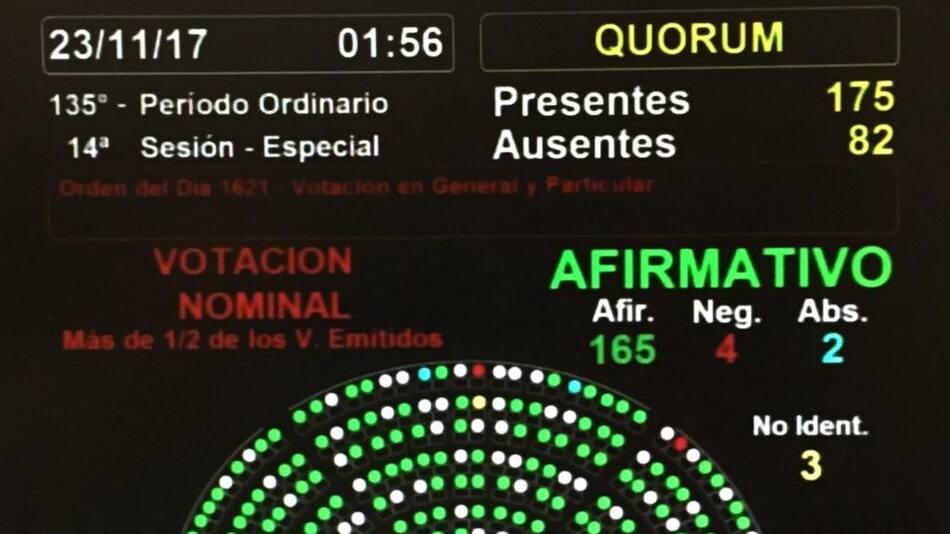 23/11/17 01:56
QUORUM
135º - Período Ordinario
14ª Sesión - Especial
Presentes 175
Ausentes 82
Orden del Dia 1621 - Votacion en General y Particular
VOTACION
NOMINAL
Más de 1/2 de los V. Emitidos
AFIRMATIVO
Afir. Neg. Abs.
165 4 2
No Ident.
3